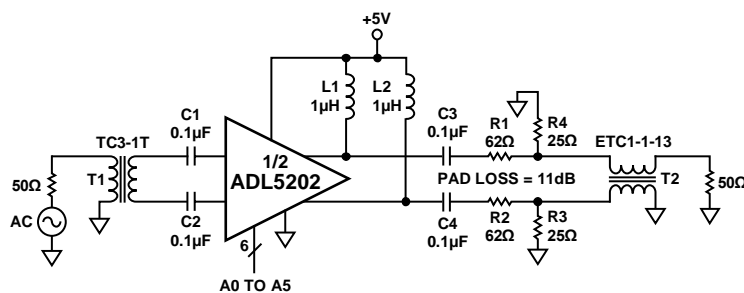 +5V
L1
1µH
L2
1µH
C1
0.1µF
C3
0.1µF
R1
62Ω
R4
25Ω
ETC1-1-13
TC3-1T
50Ω
T1
1/2
ADL5202
PAD LOSS = 11dB
T2
50Ω
AC
C2
0.1µF
C4
0.1µF
R2
62Ω
R3
25Ω
6
A0 TO A5